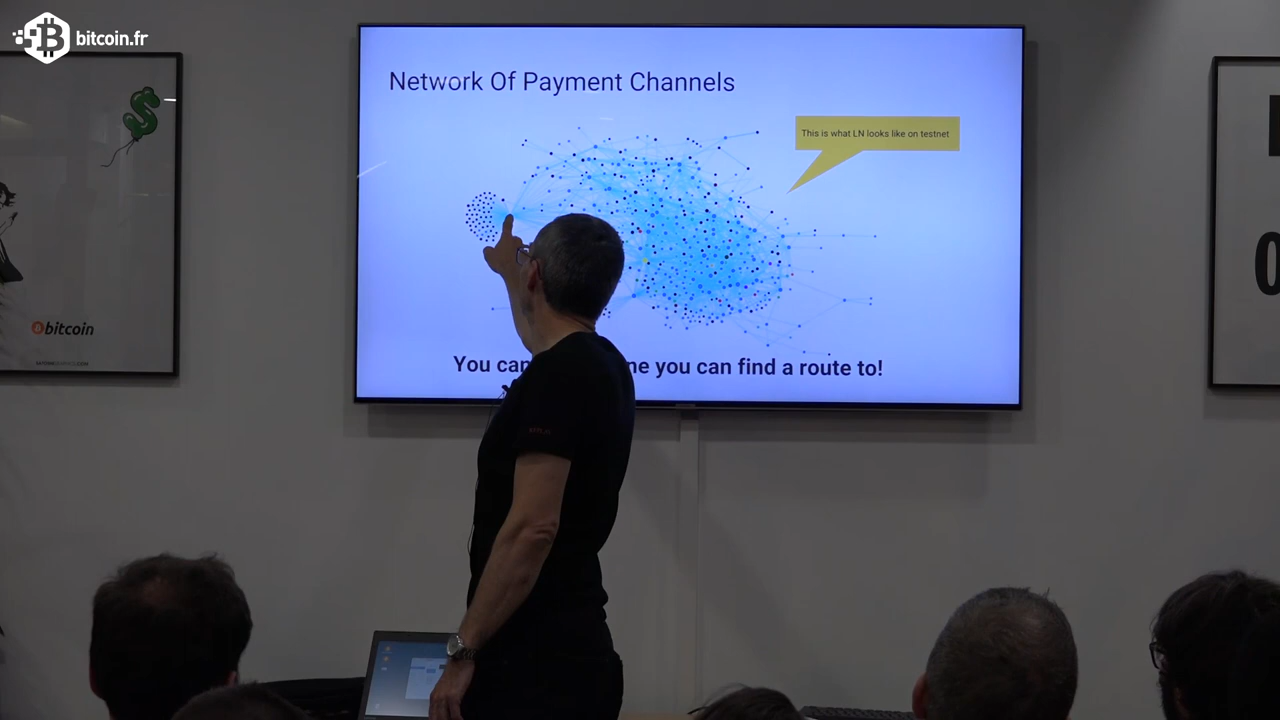 bitcoin.fr
Network Of Payment Channels
This is what LN looks like on testnet
You can
ne you can find a route to!
bitcoin